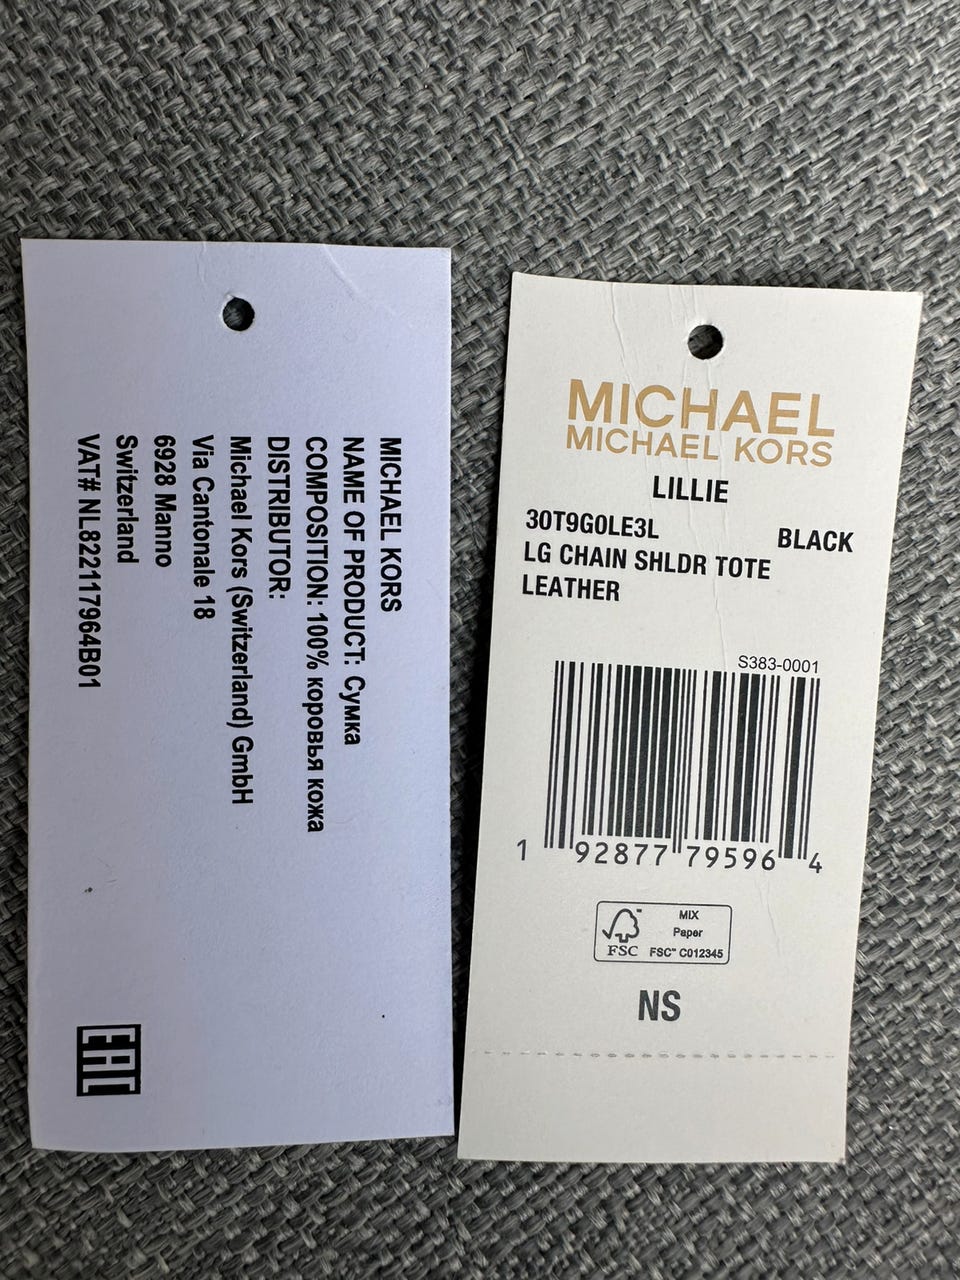 MICHAEL KORS
NAME OF PRODUCT: Сумка
COMPOSITION: 100% коровья кожа
DISTRIBUTOR:
Michael Kors (Switzerland) GmbH
Via Cantonale 18
6928 Manno
Switzerland
VAT# NL822117964B01
EAC
MICHAEL
MICHAEL KORS
LILLIE
30T9G0LE3L BLACK
LG CHAIN SHLDR TOTE
LEATHER
S383-0001
1 92877 79596 4
MIX
Paper
FSC™ C012345
FSC
NS